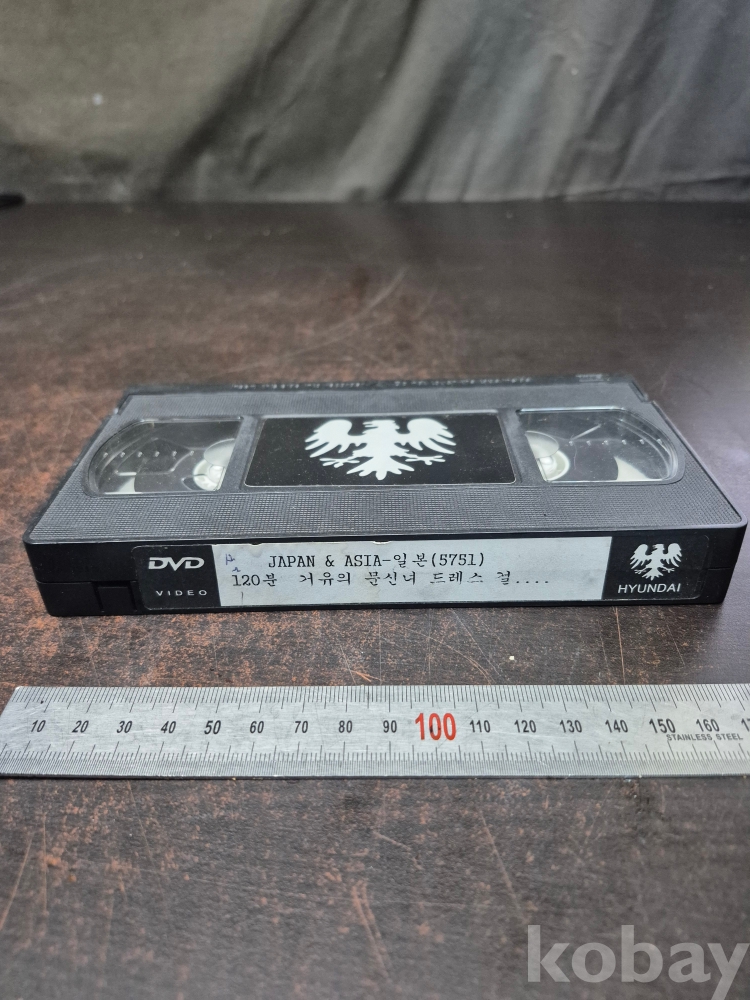 DVD
VIDEO
JAPAN & ASIA-일본(5751)
120분 거유의 문신녀 드레스 걸....
HYUNDAI
10 20 30 40 50 60 70 80 90 100 110 120 130 140 150 160
STAINLESS STEEL
kobay